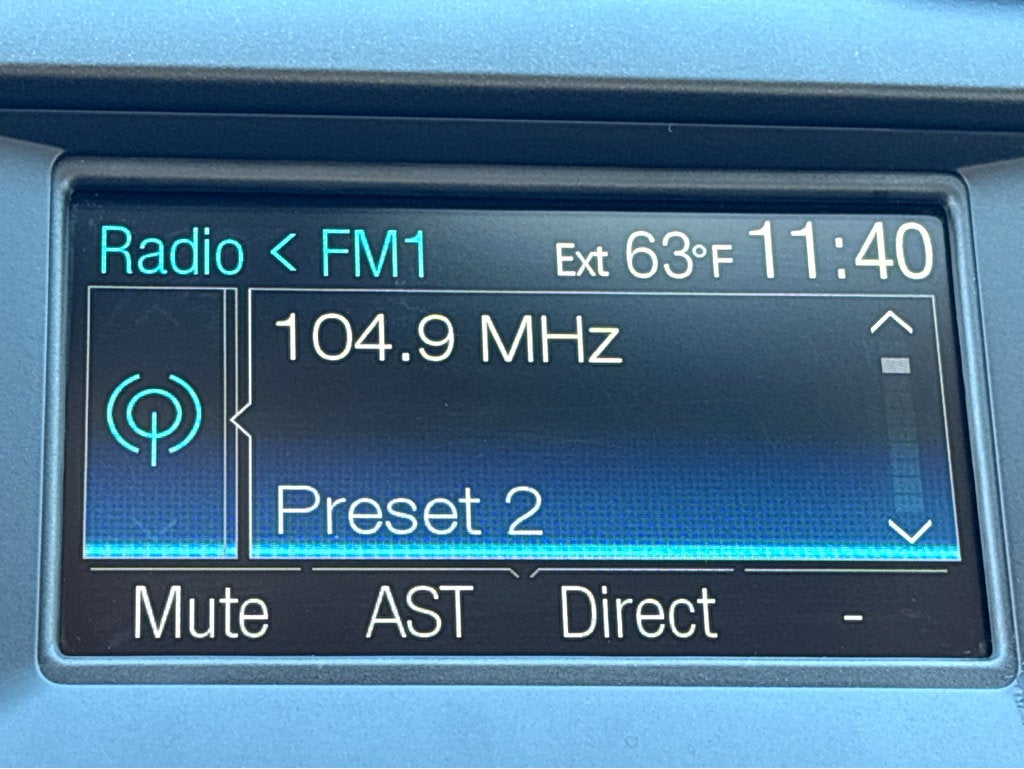 Radio < FM1 Ext 63°F 11:40
104.9 MHz
Preset 2
Mute AST Direct -